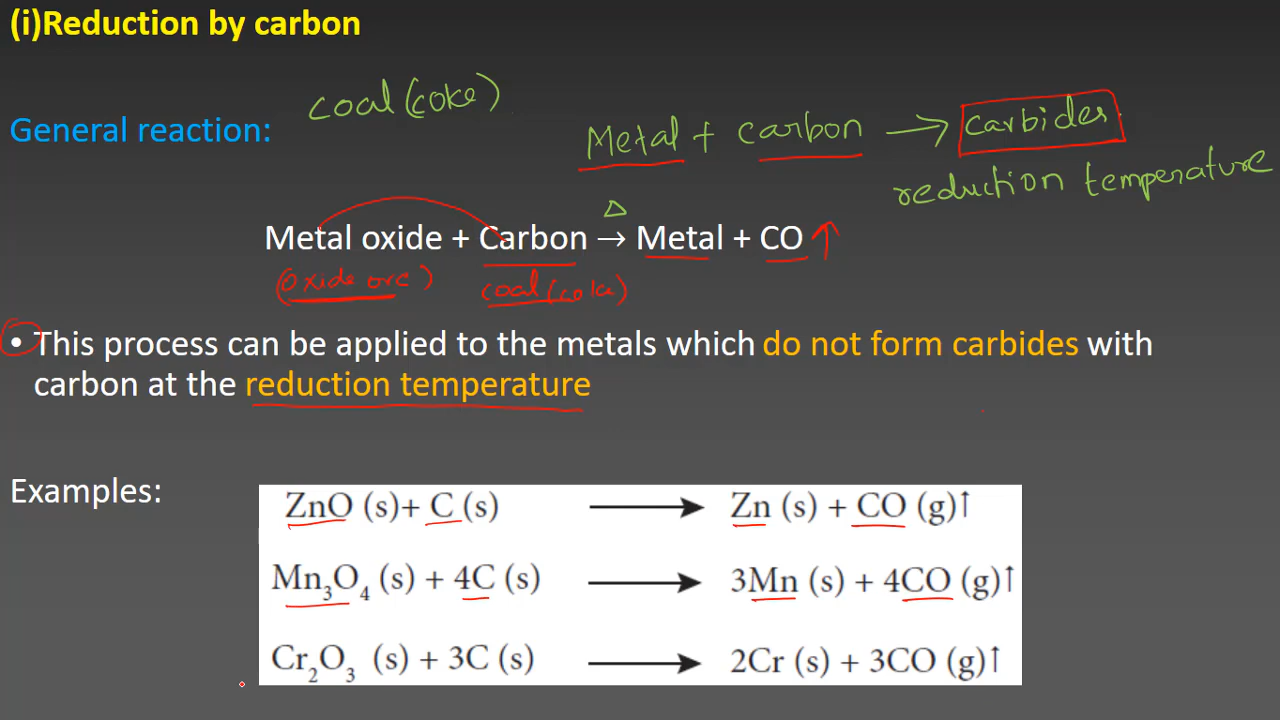 (i)Reduction by carbon
coal (coke)
General reaction:
Metal + carbon → carbides
reduction temperature
Δ
Metal oxide + Carbon → Metal + CO ↑
(oxide ore) coal (coke)
• This process can be applied to the metals which do not form carbides with
carbon at the reduction temperature
Examples:
ZnO (s)+ C (s) ⟶ Zn (s) + CO (g)↑
Mn₃O₄ (s) + 4C (s) ⟶ 3Mn (s) + 4CO (g)↑
Cr₂O₃ (s) + 3C (s) ⟶ 2Cr (s) + 3CO (g)↑